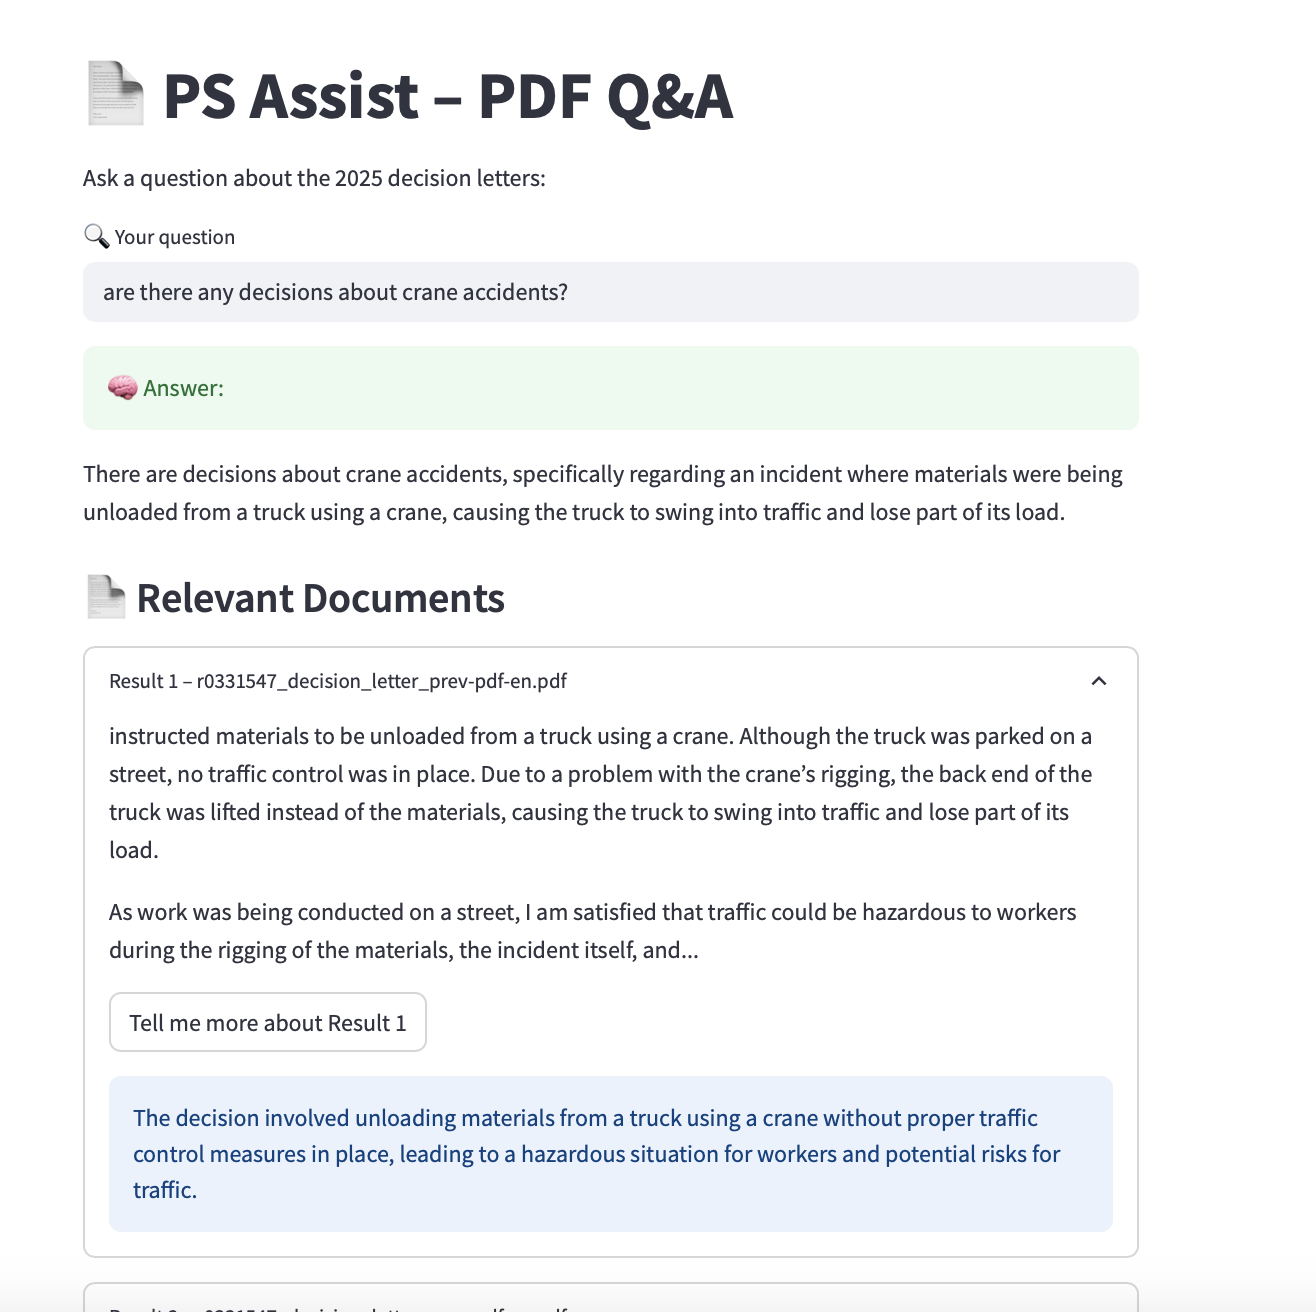 PS Assist – PDF Q&A
Ask a question about the 2025 decision letters:
Your question
are there any decisions about crane accidents?
Answer:
There are decisions about crane accidents, specifically regarding an incident where materials were being
unloaded from a truck using a crane, causing the truck to swing into traffic and lose part of its load.
Relevant Documents
Result 1 – r0331547_decision_letter_prev-pdf-en.pdf
instructed materials to be unloaded from a truck using a crane. Although the truck was parked on a
street, no traffic control was in place. Due to a problem with the crane’s rigging, the back end of the
truck was lifted instead of the materials, causing the truck to swing into traffic and lose part of its
load.
As work was being conducted on a street, I am satisfied that traffic could be hazardous to workers
during the rigging of the materials, the incident itself, and...
Tell me more about Result 1
The decision involved unloading materials from a truck using a crane without proper traffic
control measures in place, leading to a hazardous situation for workers and potential risks for
traffic.